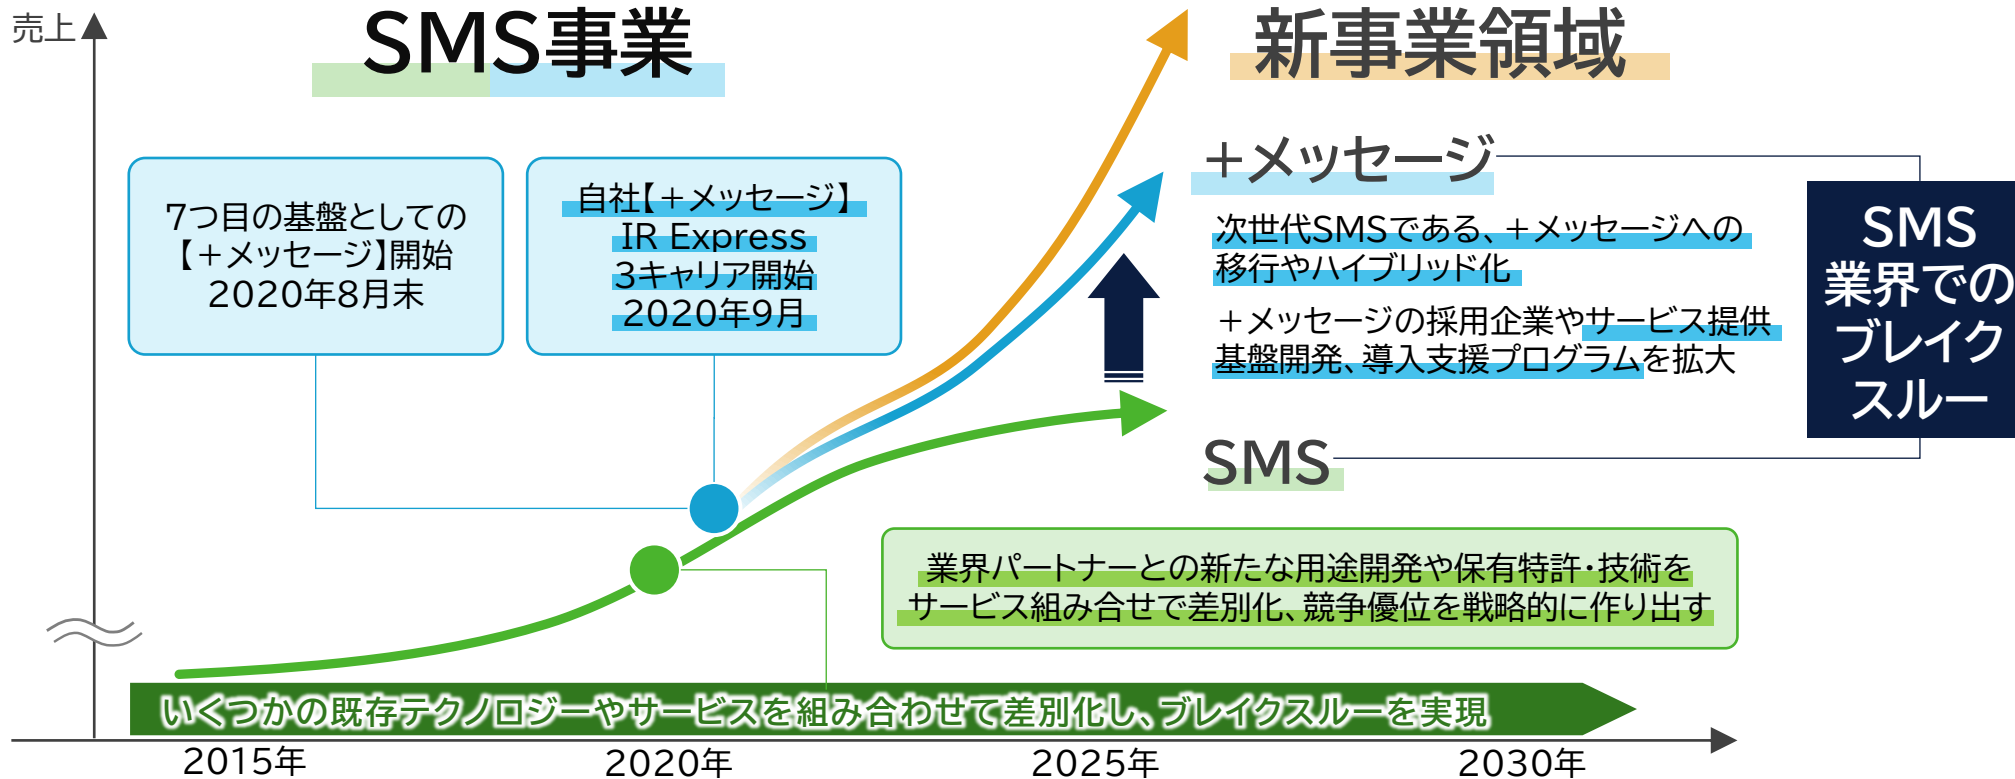 売上
SMS事業
新事業領域
7つ目の基盤としての
【+メッセージ】開始
2020年8月末
自社【+メッセージ】
IR Express
3キャリア開始
2020年9月
+メッセージ
次世代SMSである、+メッセージへの
移行やハイブリッド化
+メッセージの採用企業やサービス提供
基盤開発、導入支援プログラムを拡大
SMS
業界での
ブレイク
スルー
SMS
業界パートナーとの新たな用途開発や保有特許・技術を
サービス組み合せで差別化、競争優位を戦略的に作り出す
いくつかの既存テクノロジーやサービスを組み合わせて差別化し、ブレイクスルーを実現
2015年
2020年
2025年
2030年